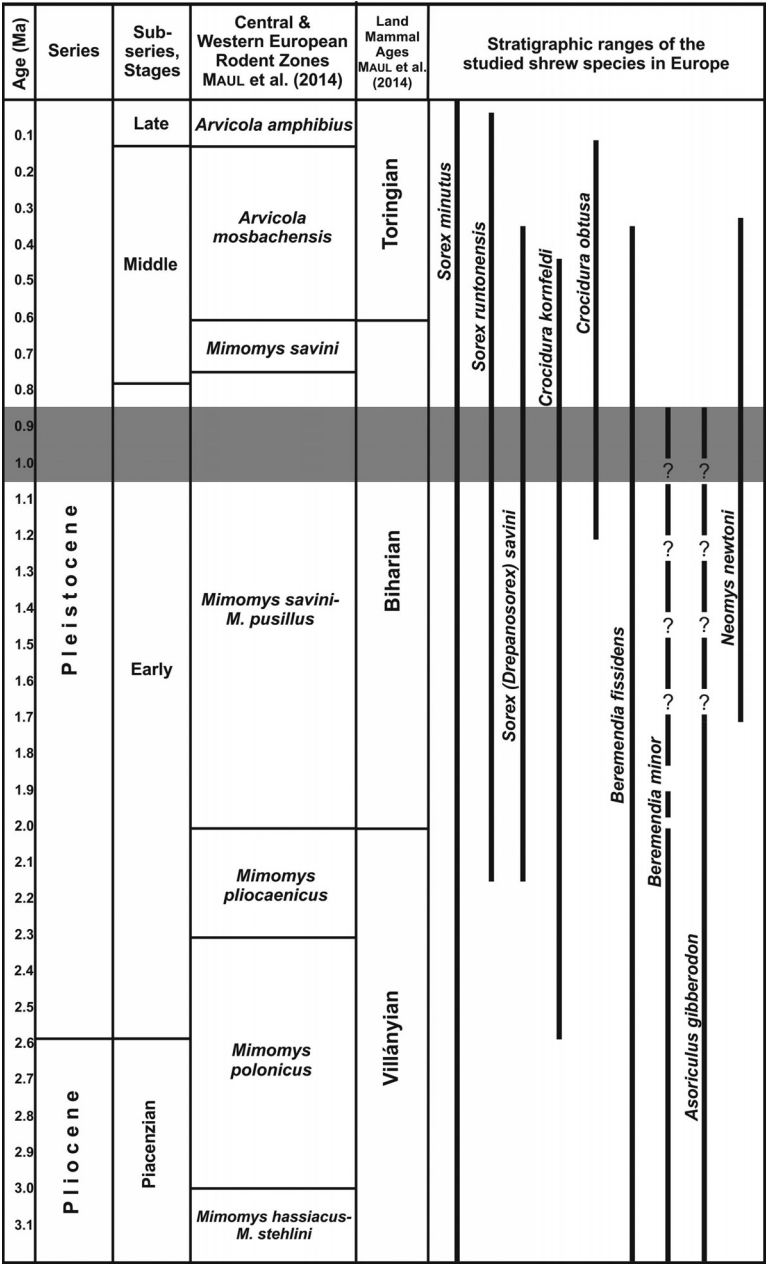 Age (Ma)
Series
Sub-
series,
Stages
Central &
Western European
Rodent Zones
MAUL et al. (2014)
Land
Mammal
Ages
MAUL et al.
(2014)
Stratigraphic ranges of the
studied shrew species in Europe
0.1
0.2
0.3
0.4
0.5
0.6
0.7
0.8
0.9
1.0
1.1
1.2
1.3
1.4
1.5
1.6
1.7
1.8
1.9
2.0
2.1
2.2
2.3
2.4
2.5
2.6
2.7
2.8
2.9
3.0
3.1
Pleistocene
Pliocene
Late
Middle
Early
Piacenzian
Arvicola amphibius
Arvicola
mosbachensis
Mimomys savini
Mimomys savini-
M. pusillus
Mimomys
pliocaenicus
Mimomys
polonicus
Mimomys hassiacus-
M. stehlini
Toringian
Biharian
Villányian
Sorex minutus
Sorex runtonensis
Sorex (Drepanosorex) savini
Crocidura kornfeldi
Crocidura obtusa
Beremendia fissidens
Beremendia minor
Asoriculus gibberodon
Neomys newtoni
? ?
? ?
? ?
? ?